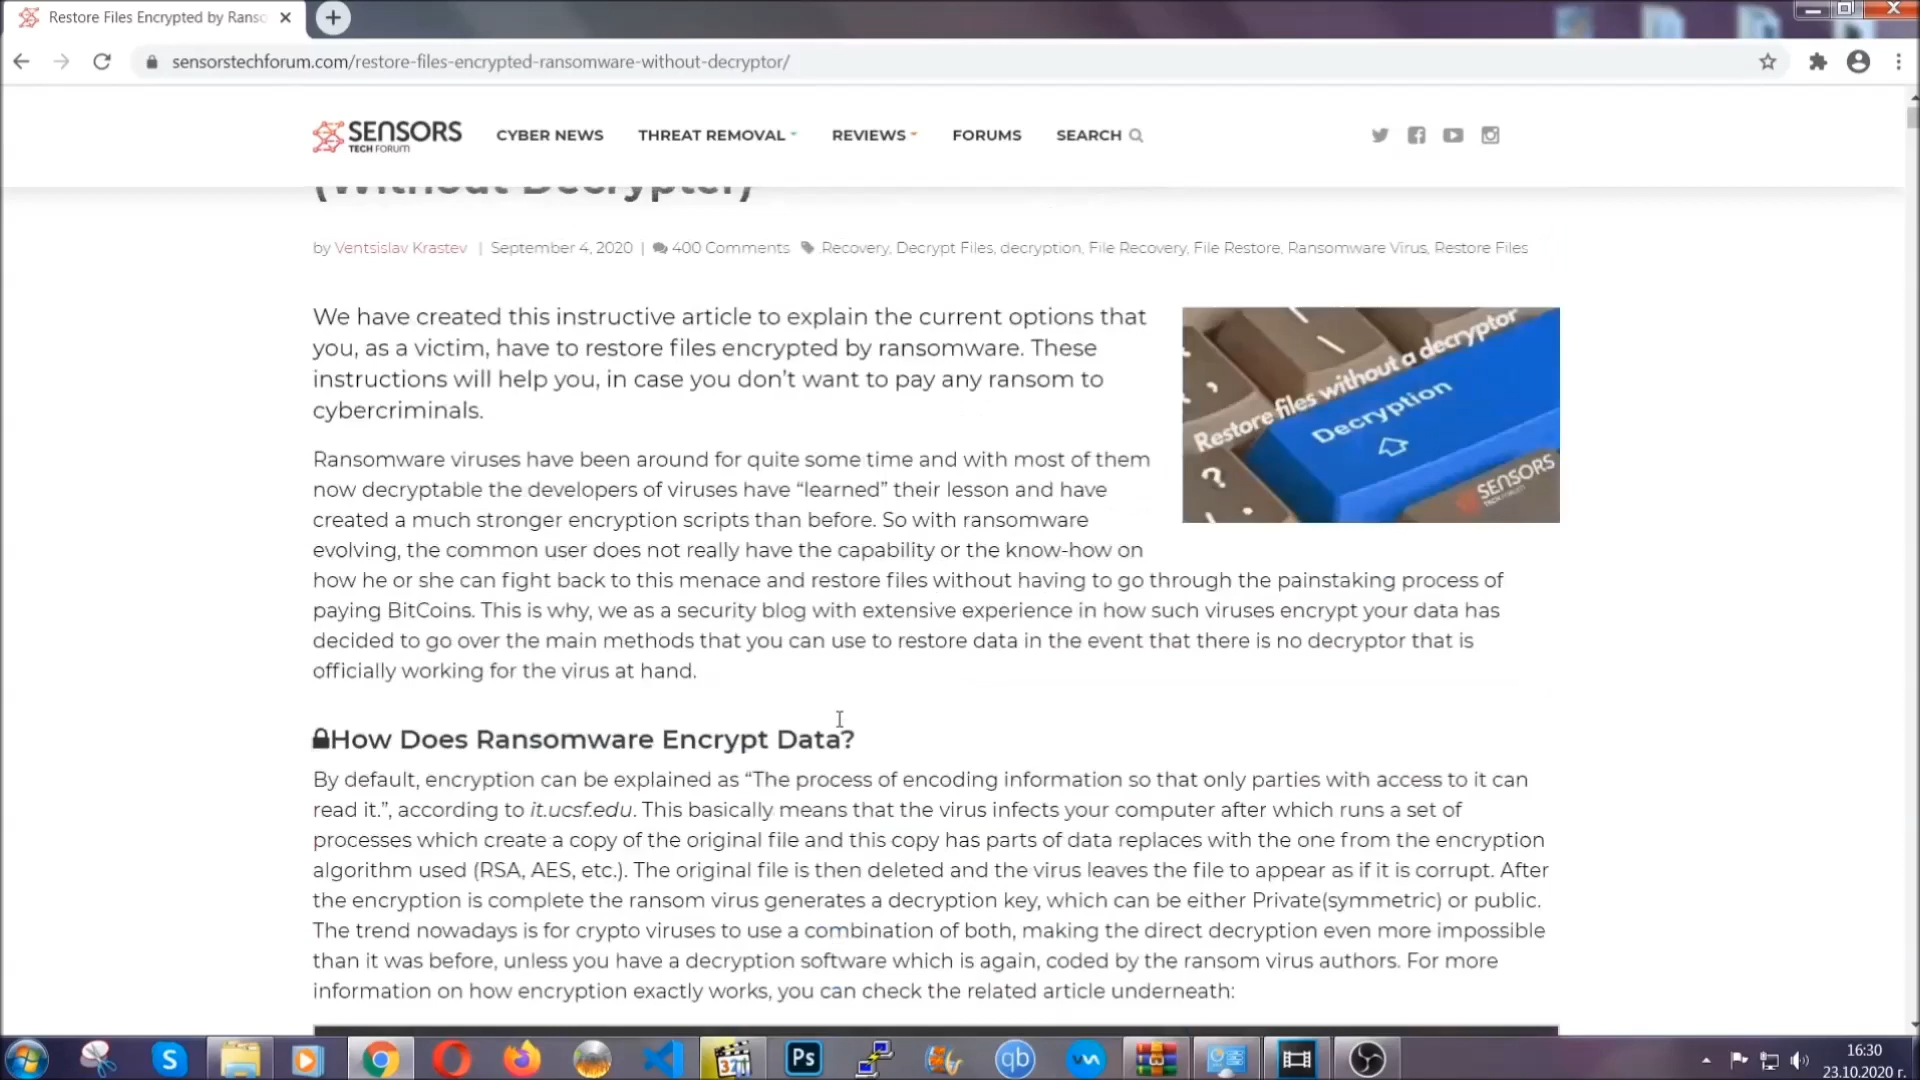 Restore Files Encrypted by Ranso
sensorstechforum.com/restore-files-encrypted-ransomware-without-decryptor/
SENSORS
TECH FORUM
CYBER NEWS
THREAT REMOVAL
REVIEWS
FORUMS
SEARCH
(Without Decrypter)
by Ventsislav Krastev | September 4, 2020 | 400 Comments Recovery, Decrypt Files, decryption, File Recovery, File Restore, Ransomware Virus, Restore Files
We have created this instructive article to explain the current options that
you, as a victim, have to restore files encrypted by ransomware. These
instructions will help you, in case you don’t want to pay any ransom to
cybercriminals.
Restore files without a decryptor
Decryption
SENSORS
Ransomware viruses have been around for quite some time and with most of them
now decryptable the developers of viruses have “learned” their lesson and have
created a much stronger encryption scripts than before. So with ransomware
evolving, the common user does not really have the capability or the know-how on
how he or she can fight back to this menace and restore files without having to go through the painstaking process of
paying BitCoins. This is why, we as a security blog with extensive experience in how such viruses encrypt your data has
decided to go over the main methods that you can use to restore data in the event that there is no decryptor that is
officially working for the virus at hand.
How Does Ransomware Encrypt Data?
By default, encryption can be explained as “The process of encoding information so that only parties with access to it can
read it.”, according to it.ucsf.edu. This basically means that the virus infects your computer after which runs a set of
processes which create a copy of the original file and this copy has parts of data replaces with the one from the encryption
algorithm used (RSA, AES, etc.). The original file is then deleted and the virus leaves the file to appear as if it is corrupt. After
the encryption is complete the ransom virus generates a decryption key, which can be either Private(symmetric) or public.
The trend nowadays is for crypto viruses to use a combination of both, making the direct decryption even more impossible
than it was before, unless you have a decryption software which is again, coded by the ransom virus authors. For more
information on how encryption exactly works, you can check the related article underneath:
S
321
Ps
qb
16:30
23.10.2020 г.